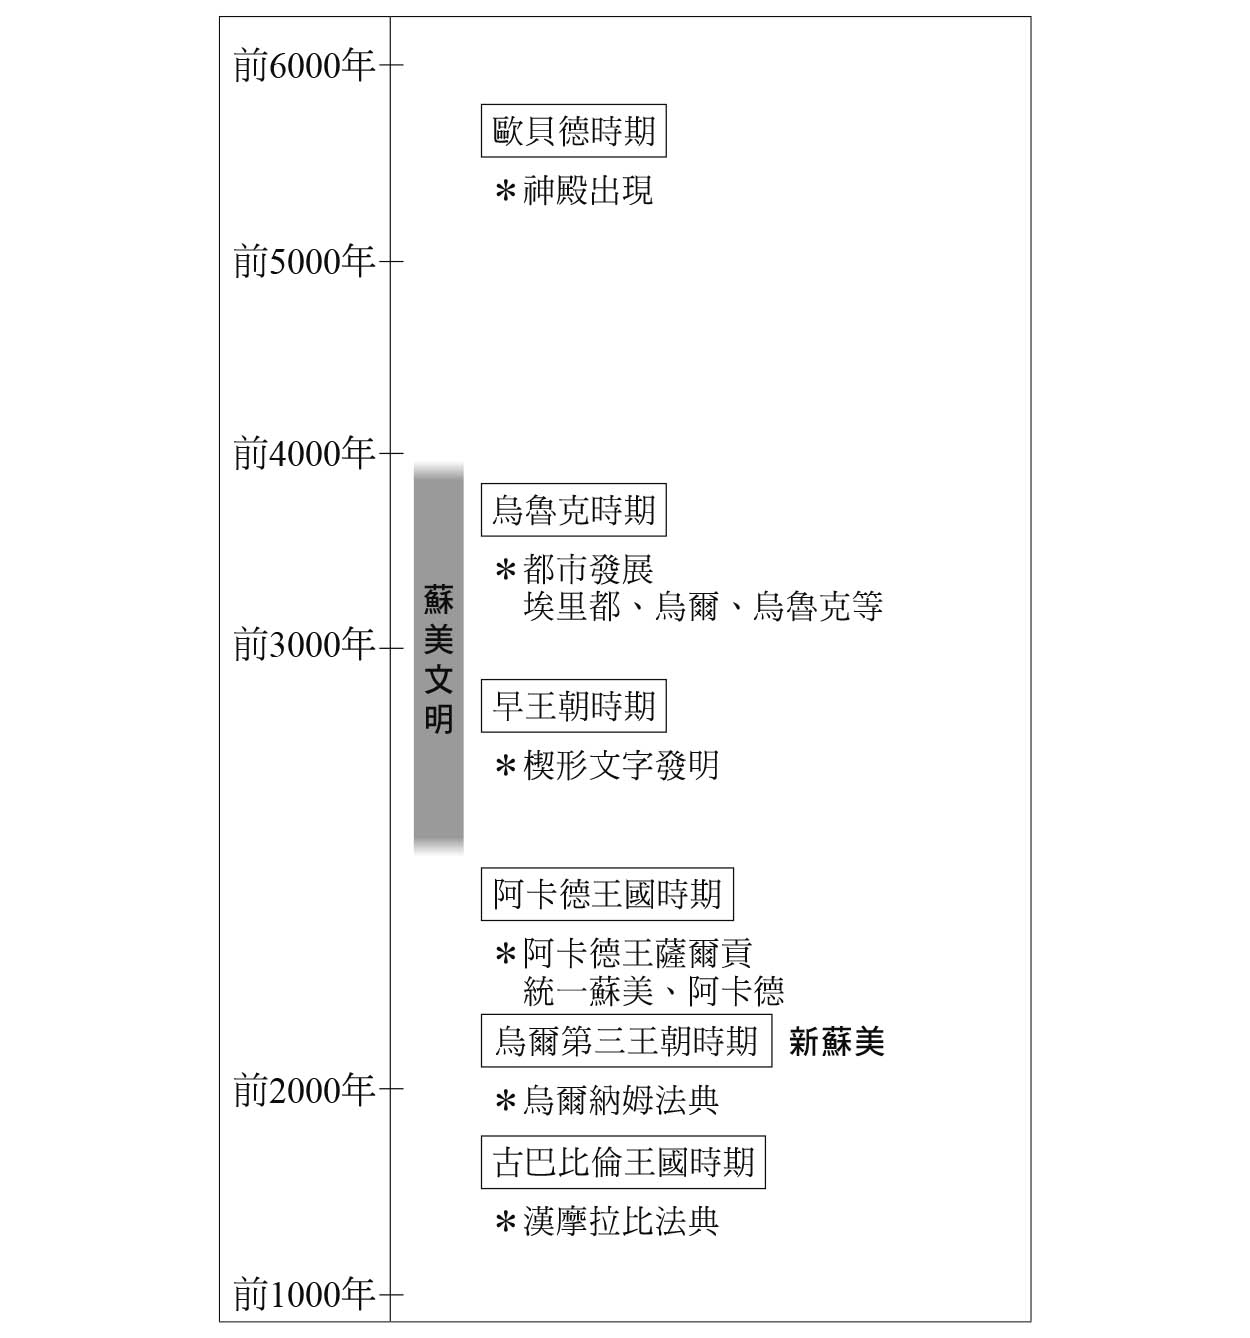 前6000年
歐貝德時期
＊神殿出現
前5000年
前4000年
烏魯克時期
＊都市發展
埃里都、烏爾、烏魯克等
蘇美文明
前3000年
早王朝時期
＊楔形文字發明
阿卡德王國時期
＊阿卡德王薩爾貢
統一蘇美、阿卡德
烏爾第三王朝時期 新蘇美
前2000年
＊烏爾納姆法典
古巴比倫王國時期
＊漢摩拉比法典
前1000年